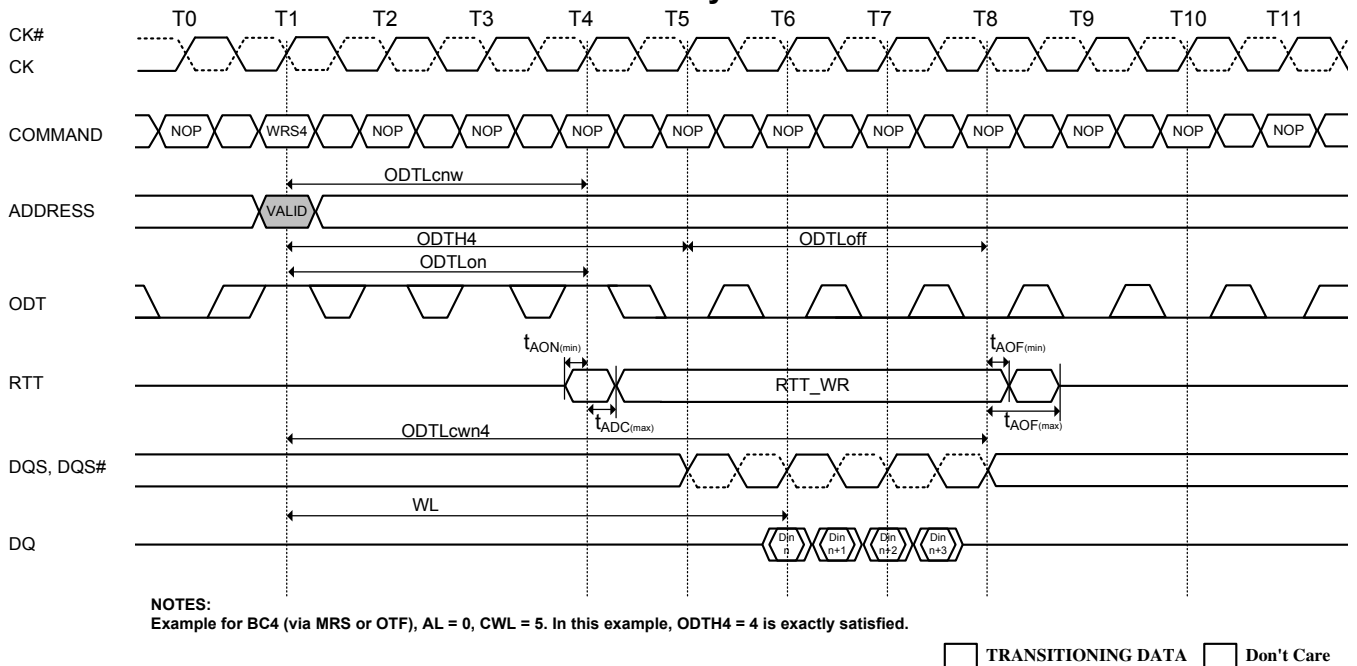 T0 T1 T2 T3 T4 T5 T6 T7 T8 T9 T10 T11
CK#
CK
COMMAND NOP WRS4 NOP NOP NOP NOP NOP NOP NOP NOP NOP NOP
ODTLcnw
ADDRESS VALID
ODTH4 ODTLoff
ODTLon
ODT
tAON(min) tAOF(min)
RTT RTT_WR
tADC(max) tAOF(max)
ODTLcwn4
DQS, DQS#
WL
DQ Din n Din n+1 Din n+2 Din n+3
NOTES:
Example for BC4 (via MRS or OTF), AL = 0, CWL = 5. In this example, ODTH4 = 4 is exactly satisfied.
TRANSITIONING DATA Don't Care